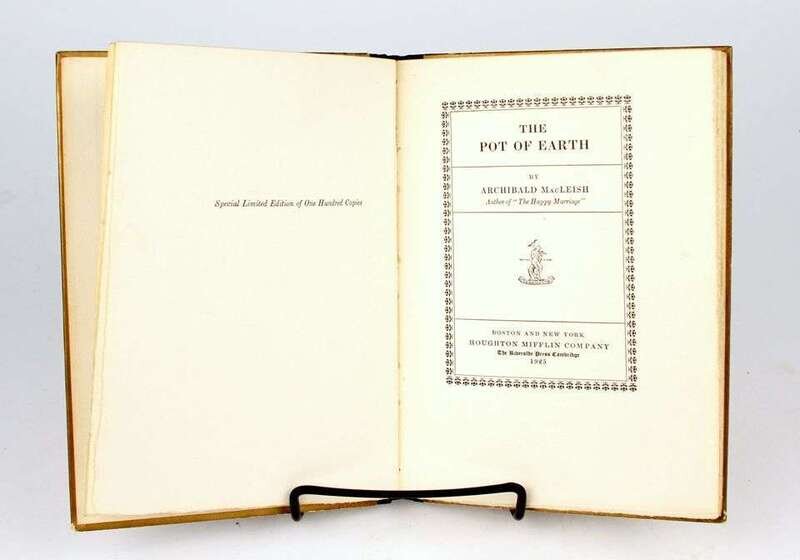 Special Limited Edition of One Hundred Copies
THE
POT OF EARTH
BY
ARCHIBALD MACLEISH
Author of "The Happy Marriage"
BOSTON AND NEW YORK
HOUGHTON MIFFLIN COMPANY
The Riverside Press Cambridge
1925